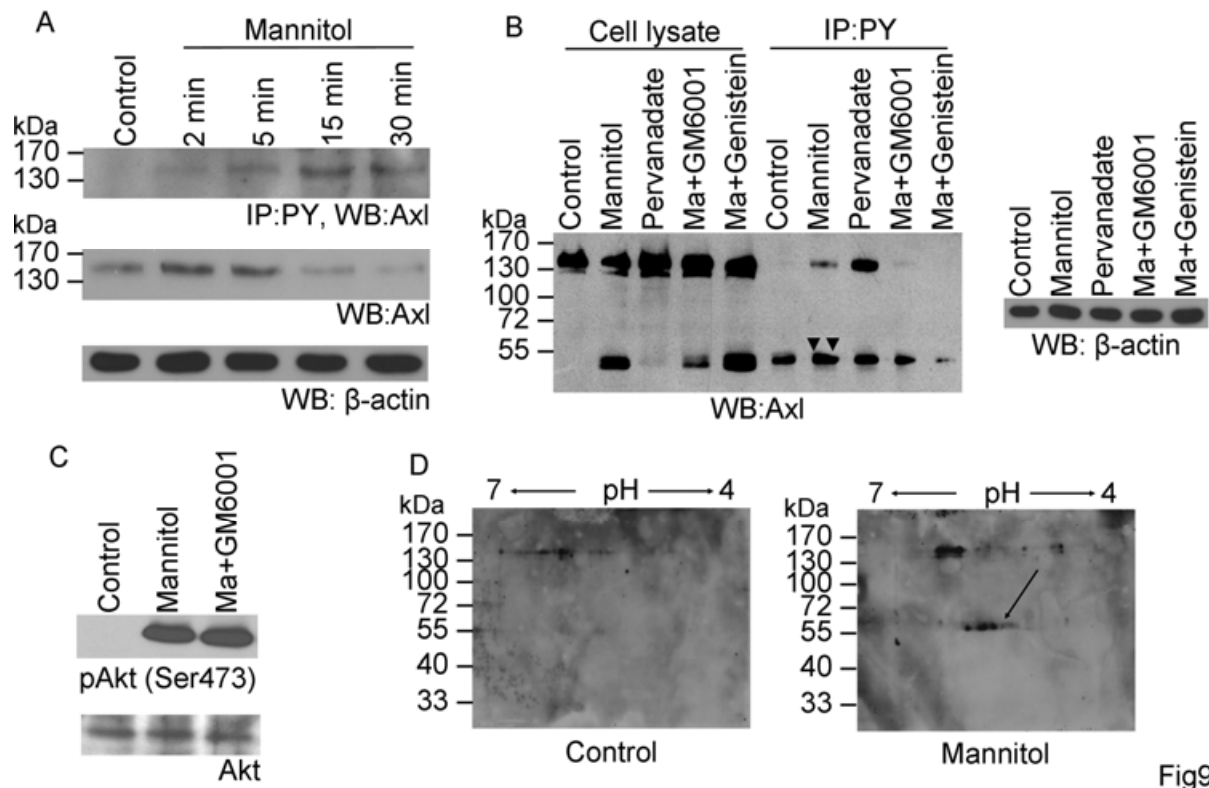 A
Mannitol
Control
2 min
5 min
15 min
30 min
kDa
170
130
IP:PY, WB:Axl
170
130
WB:Axl
WB: β-actin
B
Cell lysate
IP:PY
Control
Mannitol
Pervanadate
Ma+GM6001
Ma+Genistein
Control
Mannitol
Pervanadate
Ma+GM6001
Ma+Genistein
kDa
170
130
100
72
55
WB:Axl
Control
Mannitol
Pervanadate
Ma+GM6001
Ma+Genistein
WB: β-actin
C
Control
Mannitol
Ma+GM6001
pAkt (Ser473)
Akt
D
7 pH 4
kDa
170
130
100
72
55
40
33
Control
7 pH 4
kDa
170
130
100
72
55
40
33
Mannitol
Fig9